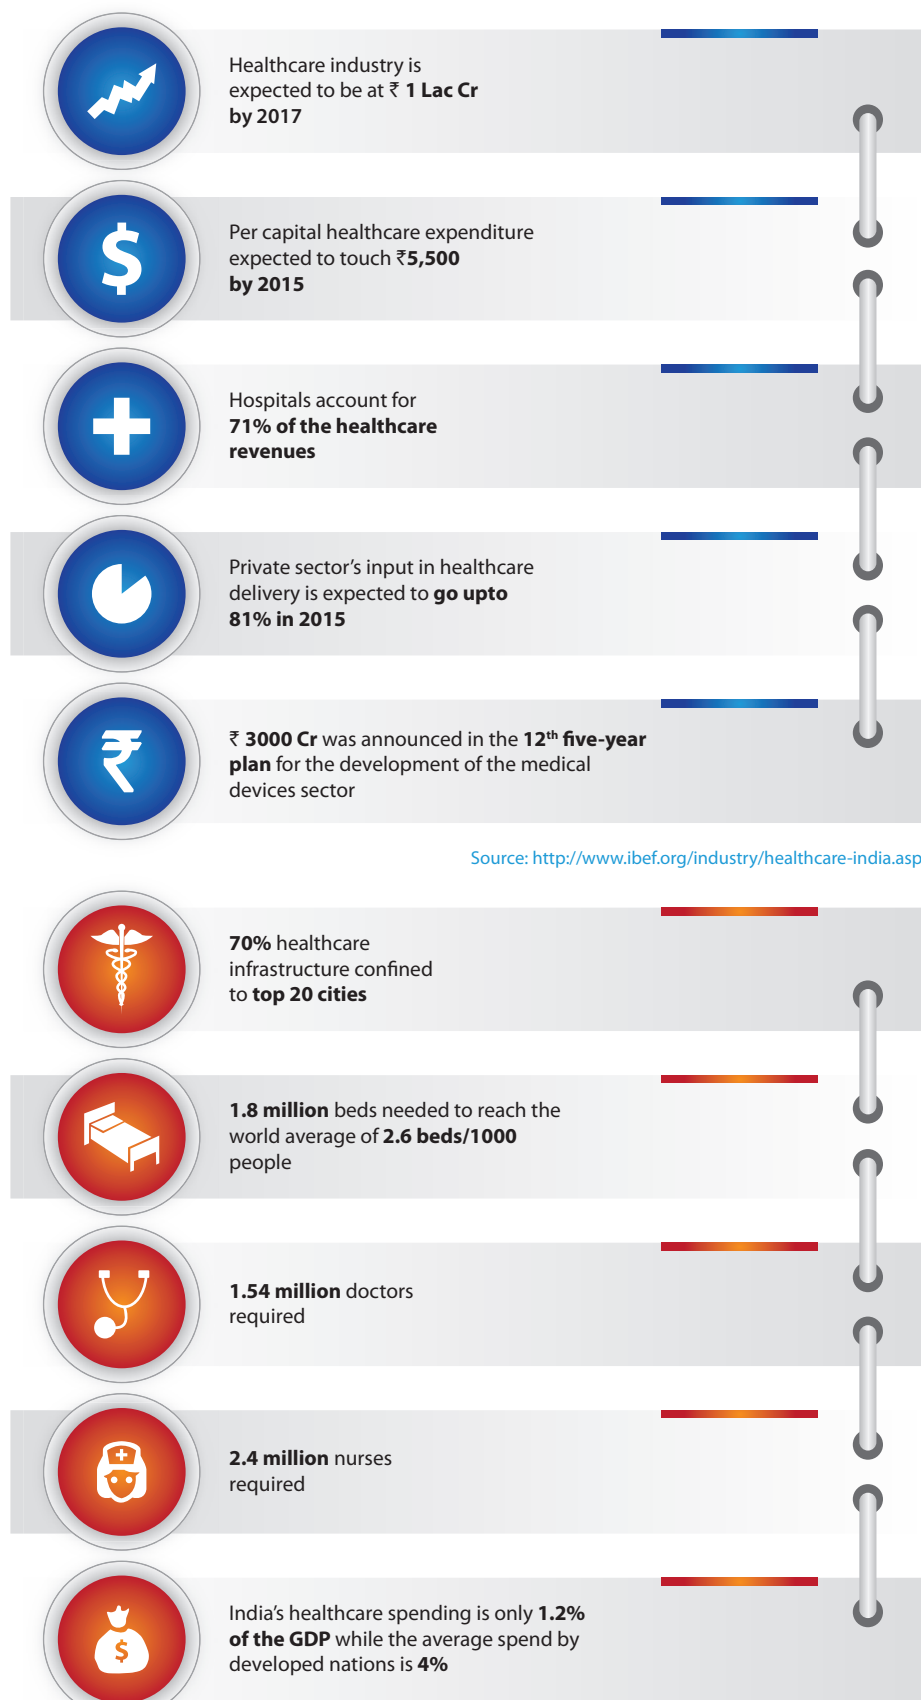 Healthcare industry is
expected to be at ₹ 1 Lac Cr
by 2017
$
Per capital healthcare expenditure
expected to touch ₹5,500
by 2015
Hospitals account for
71% of the healthcare
revenues
Private sector’s input in healthcare
delivery is expected to go upto
81% in 2015
₹
₹ 3000 Cr was announced in the 12th five-year
plan for the development of the medical
devices sector
Source: http://www.ibef.org/industry/healthcare-india.asp
70% healthcare
infrastructure confined
to top 20 cities
1.8 million beds needed to reach the
world average of 2.6 beds/1000
people
1.54 million doctors
required
2.4 million nurses
required
$
India’s healthcare spending is only 1.2%
of the GDP while the average spend by
developed nations is 4%